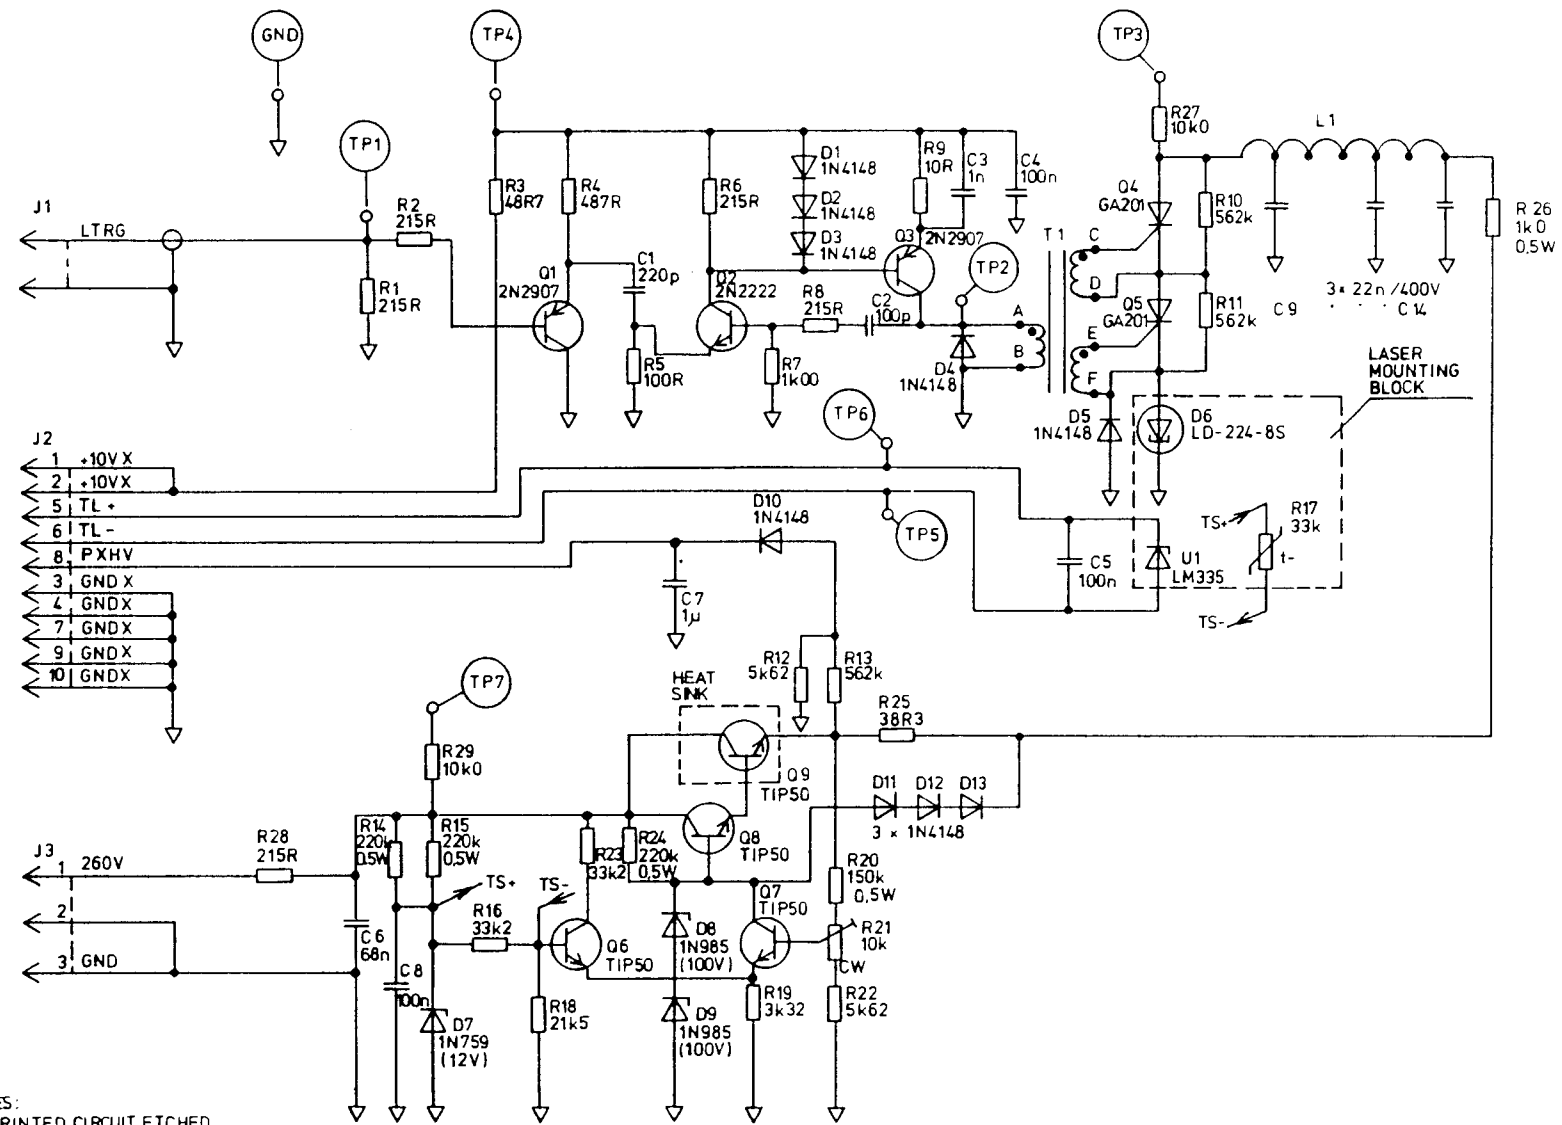 GND
TP4
TP3
TP1
J1
LTRG
R2
215R
R1
215R
R3
48R7
R4
487R
R6
215R
D1
1N4148
D2
1N4148
D3
1N4148
R9
10R
C3
1n
C4
100n
R27
10k0
L1
Q4
GA201
R10
562k
R 26
1k0
0,5W
Q1
2N2907
C1
220p
Q2
2N2222
R8
215R
C2
100p
Q3
2N2907
TP2
T1
A
B
C
D
E
F
Q5
GA201
R11
562k
3 x 22n /400V
C9 . . . . C14
R5
100R
R7
1k00
D4
1N4148
TP6
D5
1N4148
D6
LD-224-8S
LASER
MOUNTING
BLOCK
J2
1 +10VX
2 +10VX
5 TL+
6 TL-
8 PXHV
3 GNDX
4 GNDX
7 GNDX
9 GNDX
10 GNDX
D10
1N4148
TP5
C7
1µ
C5
100n
U1
LM335
TS+
R17
33k
t-
TS-
TP7
HEAT
SINK
R12
5k62
R13
562k
R25
38R3
R29
10k0
Q9
TIP50
D11 D12 D13
3 x 1N4148
R14
220k
0.5W
R15
220k
0,5W
R23
33k2
R24
220k
0,5W
Q8
TIP50
J3
1 260V
2
3 GND
R28
215R
TS+
TS-
R16
33k2
Q7
TIP50
R20
150k
0,5W
R21
10k
CW
C6
68n
C8
100n
Q6
TIP50
D8
1N985
(100V)
R18
21k5
D9
1N985
(100V)
R19
3k32
R22
5k62
D7
1N759
(12V)
ES:
RINTED CIRCUIT ETCHED